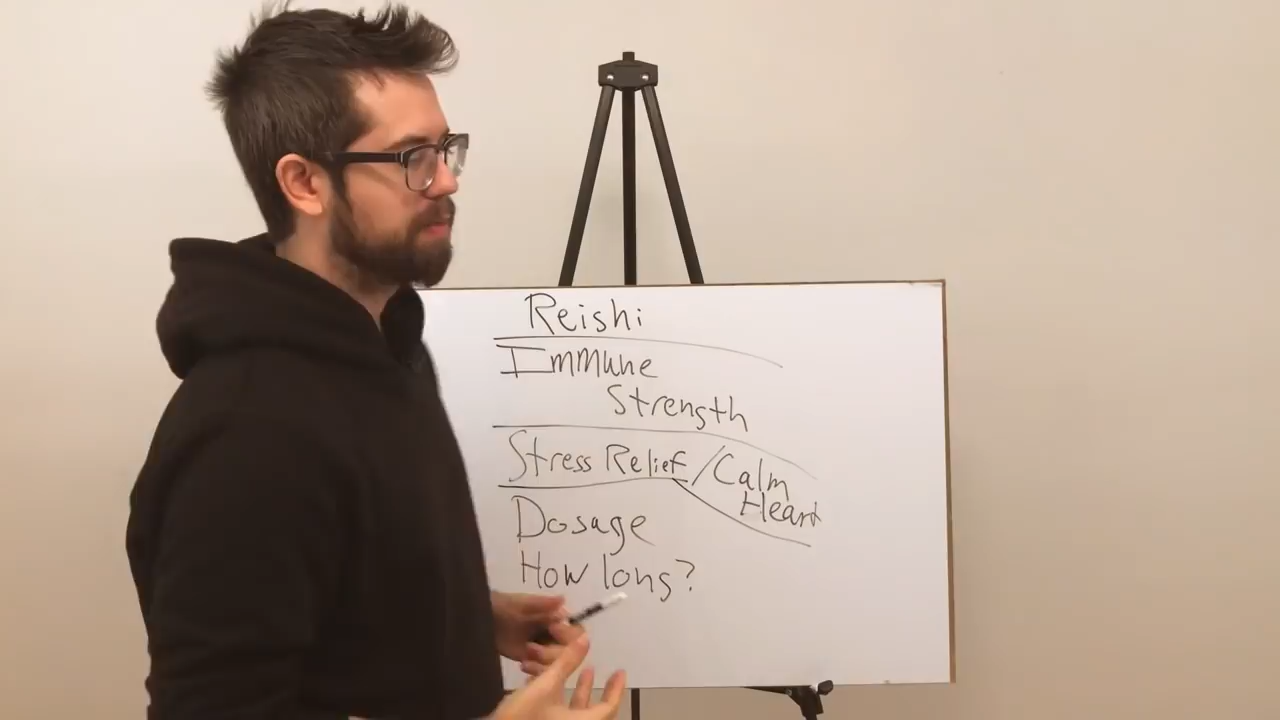 Reishi
Immune
Strength
Stress Relief / Calm
Heart
Dosage
How long?